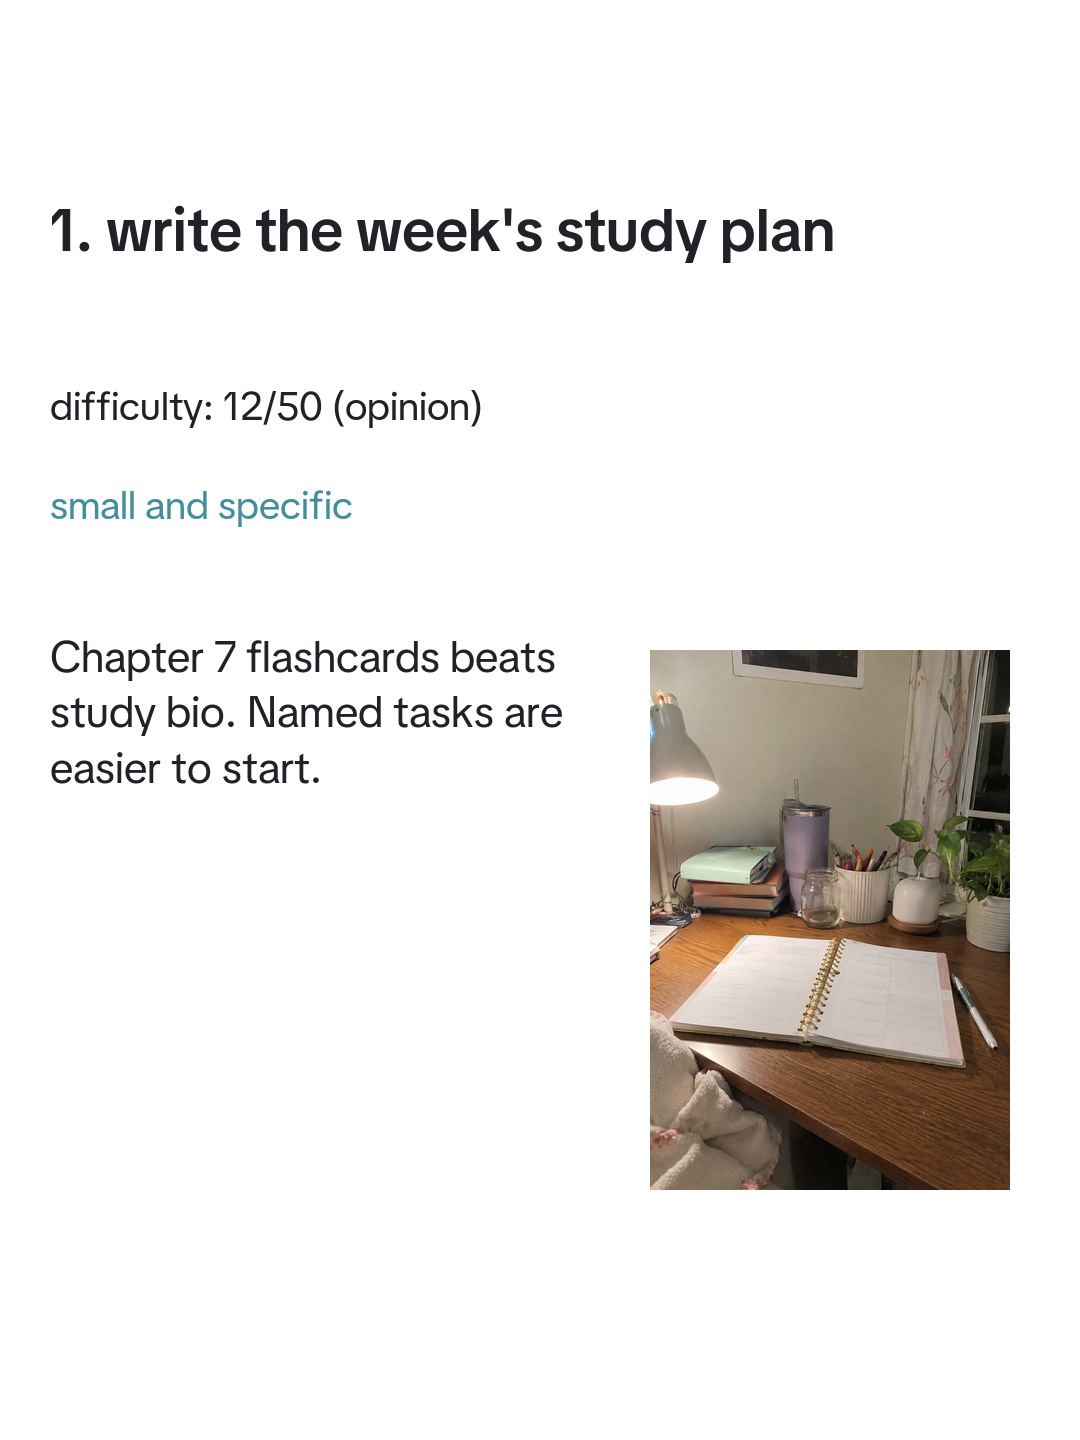 1. write the week's study plan
difficulty: 12/50 (opinion)
small and specific
Chapter 7 flashcards beats
study bio. Named tasks are
easier to start.